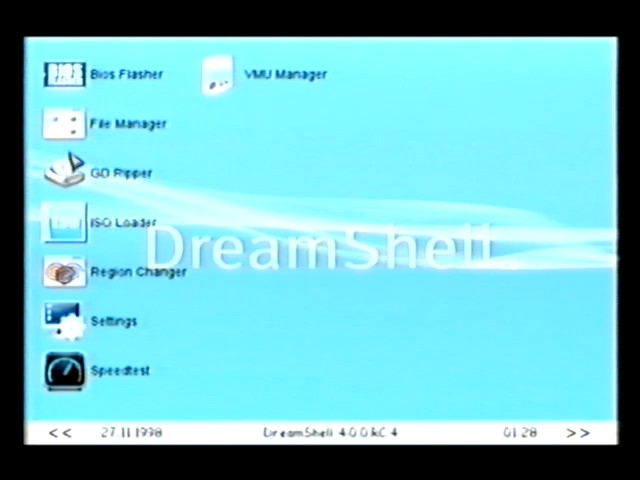 Bios Flasher
VMU Manager
File Manager
GD Ripper
ISO Loader
DreamShell
Region Changer
Settings
Speedtest
<< 27.11.1998 DreamShell 4.0.0.RC 4 01:28 >>